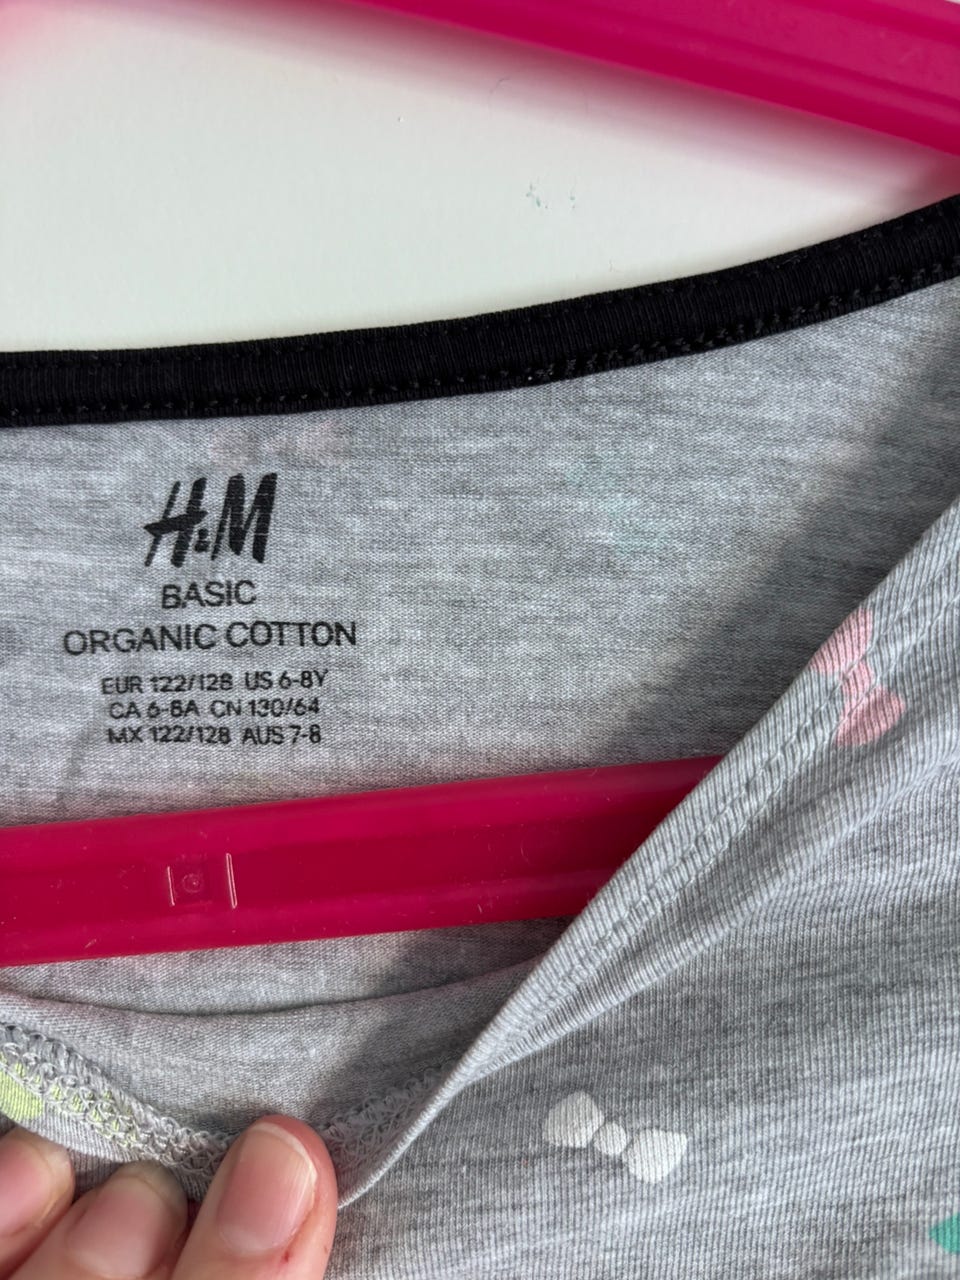 H&M
BASIC
ORGANIC COTTON
EUR 122/128 US 6-8Y
CA 6-8A CN 130/64
MX 122/128 AUS 7-8